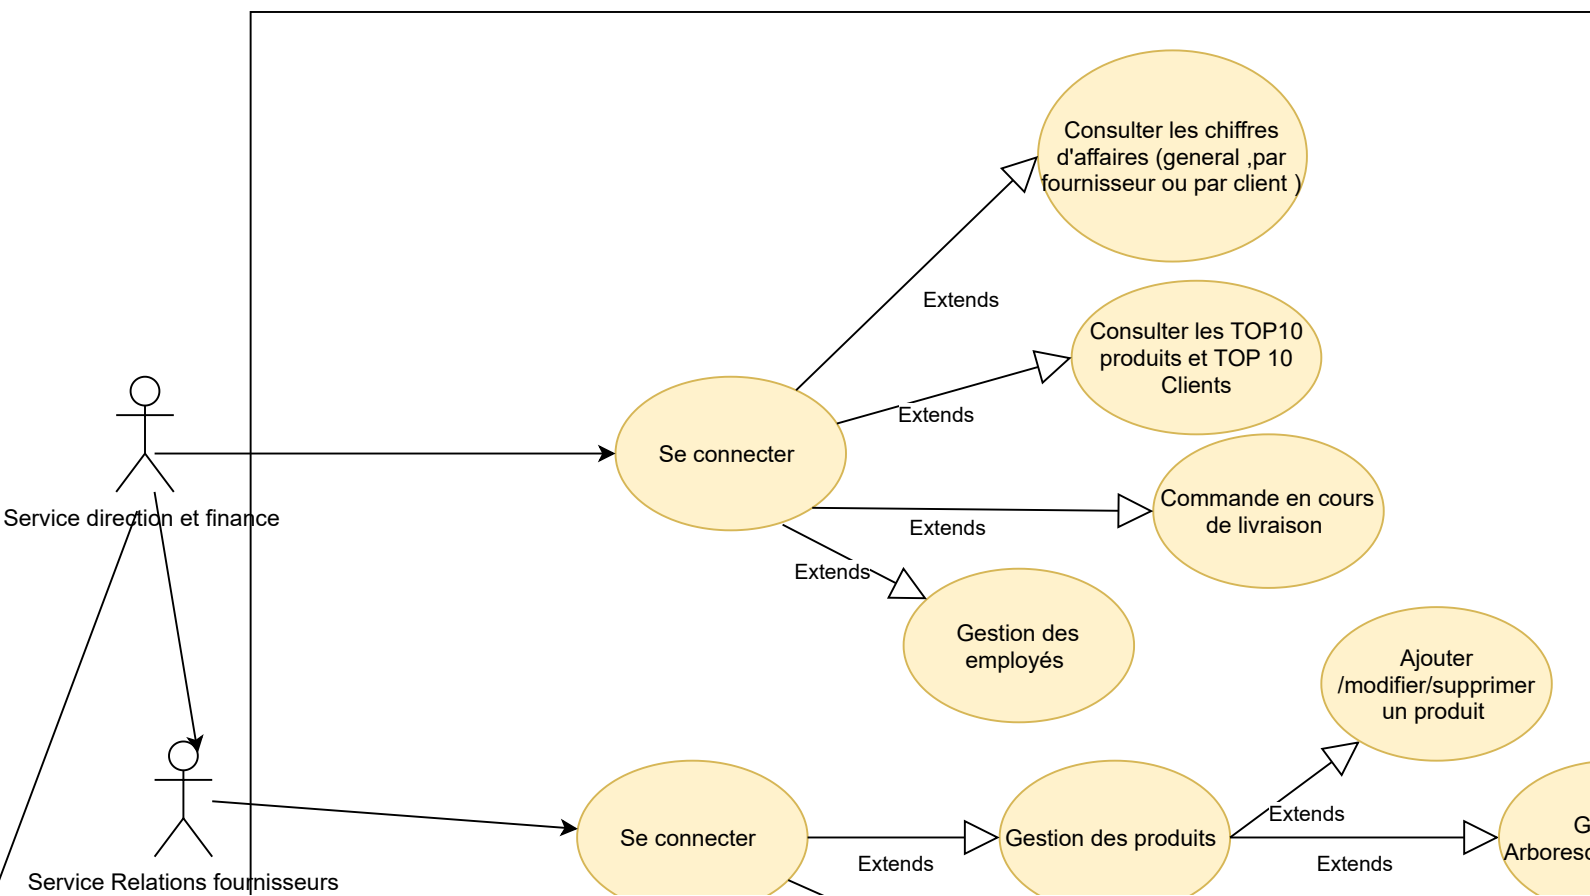 Consulter les chiffres
d'affaires (general ,par
fournisseur ou par client )
Extends
Consulter les TOP10
produits et TOP 10
Clients
Extends
Se connecter
Commande en cours
de livraison
Extends
Service direction et finance
Extends
Gestion des
employés
Ajouter
/modifier/supprimer
un produit
Extends
Se connecter
Extends
Gestion des produits
Extends
G
Arboresc
Service Relations fournisseurs